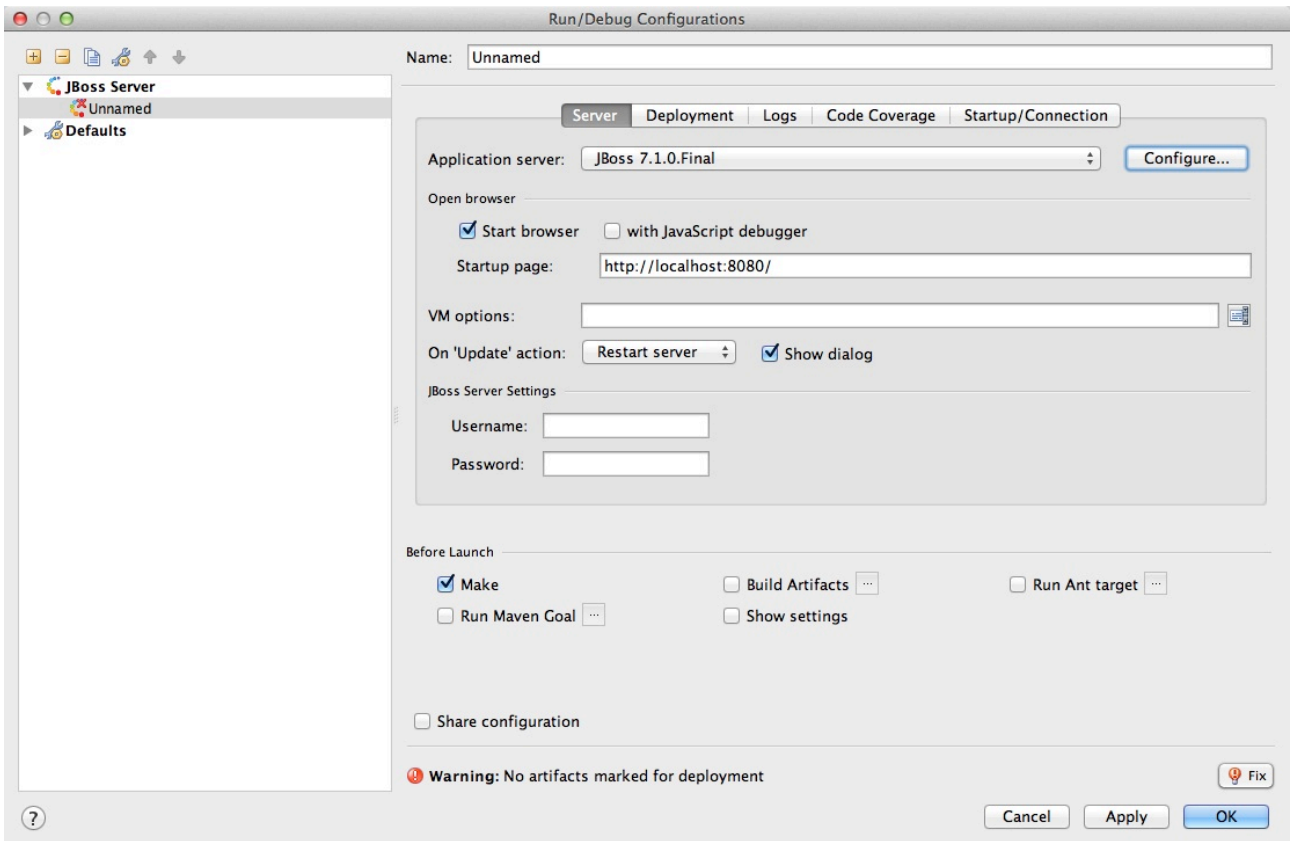 Run/Debug Configurations
Name: Unnamed
JBoss Server
Unnamed
Defaults
Server Deployment Logs Code Coverage Startup/Connection
Application server: JBoss 7.1.0.Final Configure...
Open browser
Start browser with JavaScript debugger
Startup page: http://localhost:8080/
VM options:
On 'Update' action: Restart server Show dialog
JBoss Server Settings
Username:
Password:
Before Launch
Make Build Artifacts ... Run Ant target ...
Run Maven Goal ... Show settings
Share configuration
Warning: No artifacts marked for deployment Fix
? Cancel Apply OK